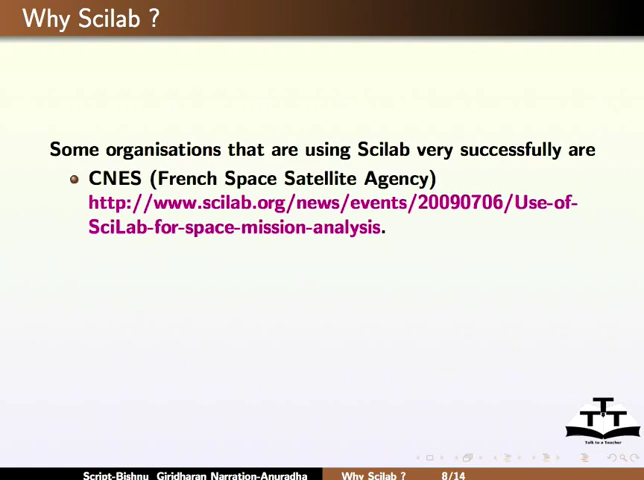 Why Scilab ?
Some organisations that are using Scilab very successfully are
CNES (French Space Satellite Agency)
http://www.scilab.org/news/events/20090706/Use-of-
SciLab-for-space-mission-analysis.
TTT
Talk to a Teacher
Script-Bishnu Giridharan Narration-Anuradha Why Scilab ? 8/14